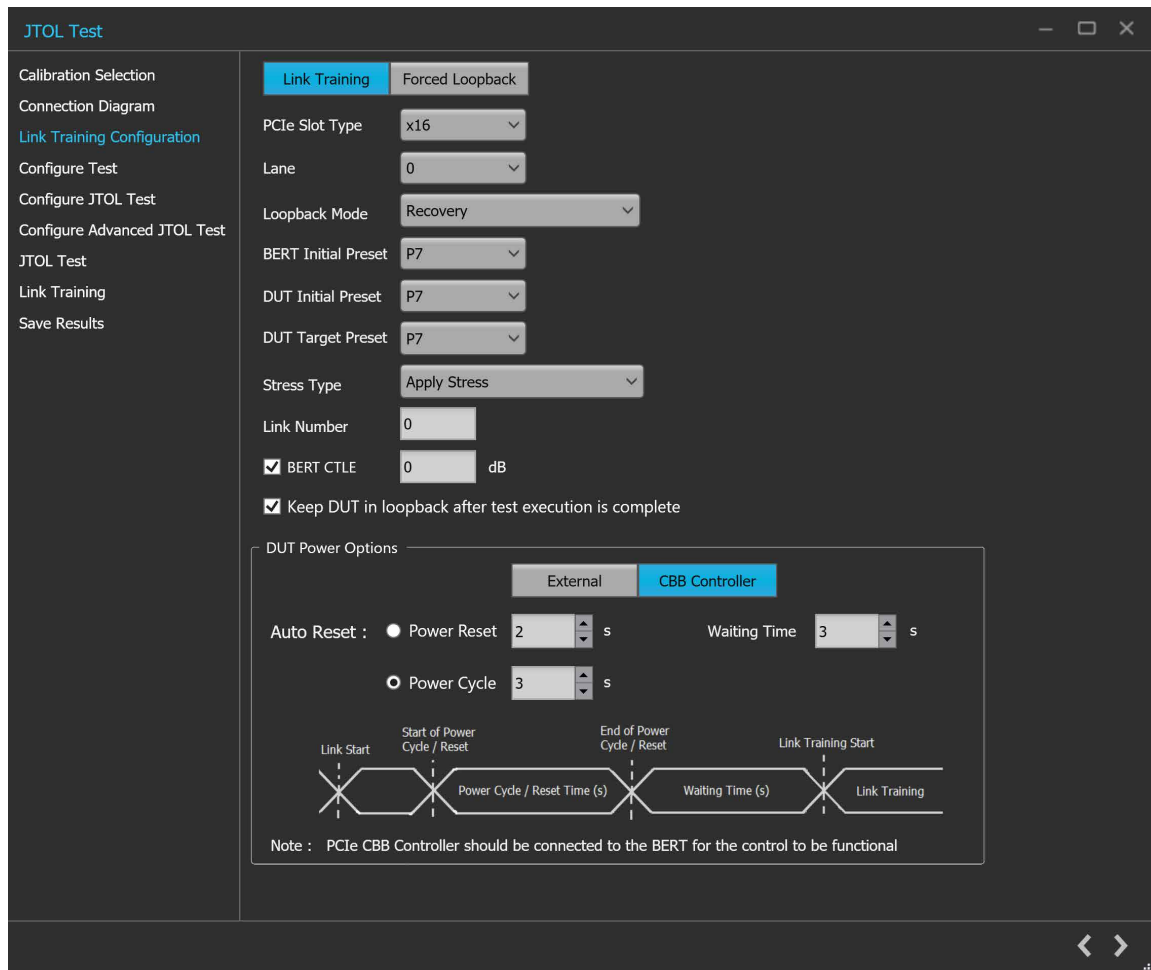 JTOL Test
Calibration Selection
Connection Diagram
Link Training Configuration
Configure Test
Configure JTOL Test
Configure Advanced JTOL Test
JTOL Test
Link Training
Save Results
Link Training Forced Loopback
PCIe Slot Type x16
Lane 0
Loopback Mode Recovery
BERT Initial Preset P7
DUT Initial Preset P7
DUT Target Preset P7
Stress Type Apply Stress
Link Number 0
BERT CTLE 0 dB
Keep DUT in loopback after test execution is complete
DUT Power Options
External CBB Controller
Auto Reset : Power Reset 2 s Waiting Time 3 s
Power Cycle 3 s
Link Start
Start of Power
Cycle / Reset
End of Power
Cycle / Reset
Link Training Start
Power Cycle / Reset Time (s) Waiting Time (s) Link Training
Note : PCIe CBB Controller should be connected to the BERT for the control to be functional